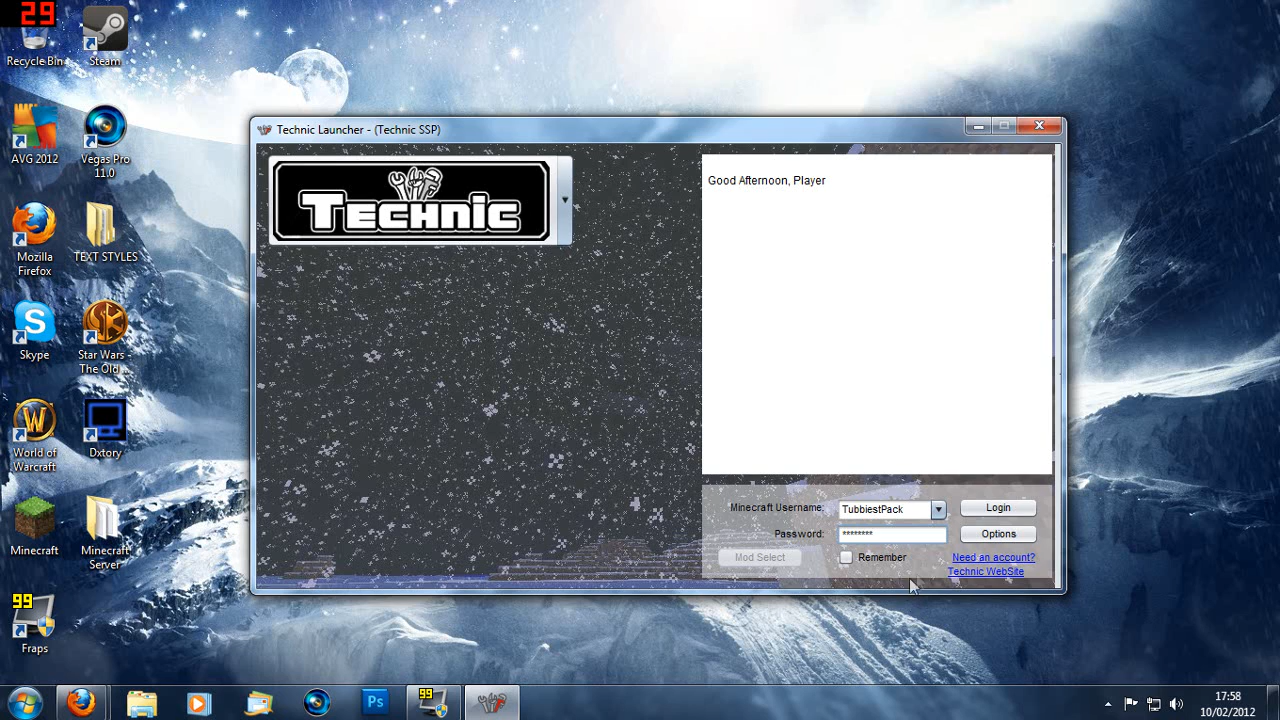 29
Recycle Bin
Steam
AVG 2012
Vegas Pro
11.0
Mozilla
Firefox
TEXT STYLES
Skype
Star Wars -
The Old ...
World of
Warcraft
Dxtory
Minecraft
Minecraft
Server
99
Fraps
Technic Launcher - (Technic SSP)
TECHNIC
Good Afternoon, Player
Minecraft Username:
TubbiestPack
Login
Password:
********
Options
Mod Select
Remember
Need an account?
Technic WebSite
Ps
99
17:58
10/02/2012